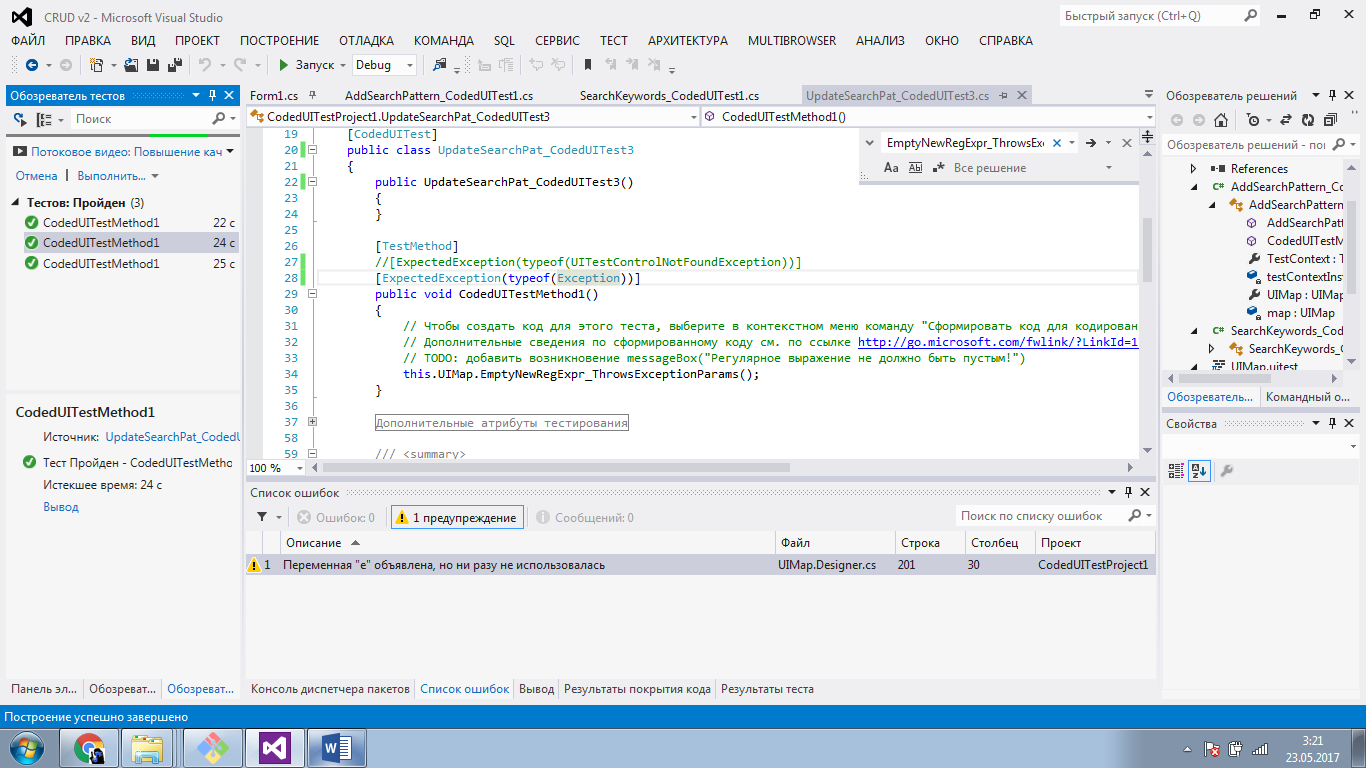 CRUD v2 - Microsoft Visual Studio
Быстрый запуск (Ctrl+Q)
ФАЙЛ ПРАВКА ВИД ПРОЕКТ ПОСТРОЕНИЕ ОТЛАДКА КОМАНДА SQL СЕРВИС ТЕСТ АРХИТЕКТУРА MULTIBROWSER АНАЛИЗ ОКНО СПРАВКА
Запуск Debug
Обозреватель тестов
Поиск
Потоковое видео: Повышение кач
Отмена Выполнить...
Тестов: Пройден (3)
CodedUITestMethod1 22 с
CodedUITestMethod1 24 с
CodedUITestMethod1 25 с
CodedUITestMethod1
Источник: UpdateSearchPat_CodedU
Тест Пройден - CodedUITestMetho
Истекшее время: 24 с
Вывод
Панель эл... Обозреват... Обозреват...
Form1.cs AddSearchPattern_CodedUITest1.cs SearchKeywords_CodedUITest1.cs UpdateSearchPat_CodedUITest3.cs
CodedUITestProject1.UpdateSearchPat_CodedUITest3 CodedUITestMethod1()
EmptyNewRegExpr_ThrowsExc
Aa Ab .* Все решение
19 [CodedUITest]
20 public class UpdateSearchPat_CodedUITest3
21 {
22 public UpdateSearchPat_CodedUITest3()
23 {
24 }
25
26 [TestMethod]
27 //[ExpectedException(typeof(UITestControlNotFoundException))]
28 [ExpectedException(typeof(Exception))]
29 public void CodedUITestMethod1()
30 {
31 // Чтобы создать код для этого теста, выберите в контекстном меню команду "Сформировать код для кодирован
32 // Дополнительные сведения по сформированному коду см. по ссылке http://go.microsoft.com/fwlink/?LinkId=1
33 // TODO: добавить возникновение messageBox("Регулярное выражение не должно быть пустым!")
34 this.UIMap.EmptyNewRegExpr_ThrowsExceptionParams();
35 }
36
37 Дополнительные атрибуты тестирования
58
59 /// <summary>
100 %
Список ошибок
Ошибок: 0 1 предупреждение Сообщений: 0 Поиск по списку ошибок
Описание Файл Строка Столбец Проект
1 Переменная "e" объявлена, но ни разу не использовалась UIMap.Designer.cs 201 30 CodedUITestProject1
Консоль диспетчера пакетов Список ошибок Вывод Результаты покрытия кода Результаты теста
Обозреватель решений
Обозреватель решений - пои
References
AddSearchPattern_Co
AddSearchPattern
AddSearchPatt
CodedUITestM
TestContext : T
testContextIns
UIMap : UIMap
map : UIMap
SearchKeywords_Cod
SearchKeywords_C
UIMap.uitest
Обозреватель... Командный о...
Свойства
Построение успешно завершено
3:21
23.05.2017